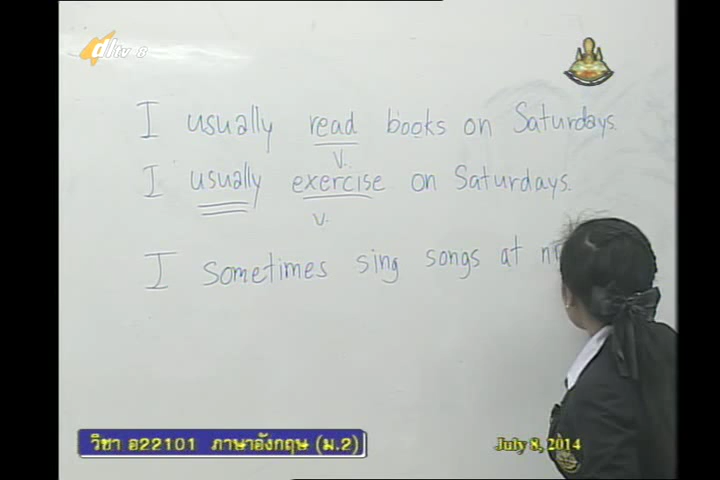 dltv 8
I usually read books on Saturdays.
V.
I usually exercise on Saturdays.
V.
I sometimes sing songs at
วิชา อ22101 ภาษาอังกฤษ (ม.2)
July 8, 2014